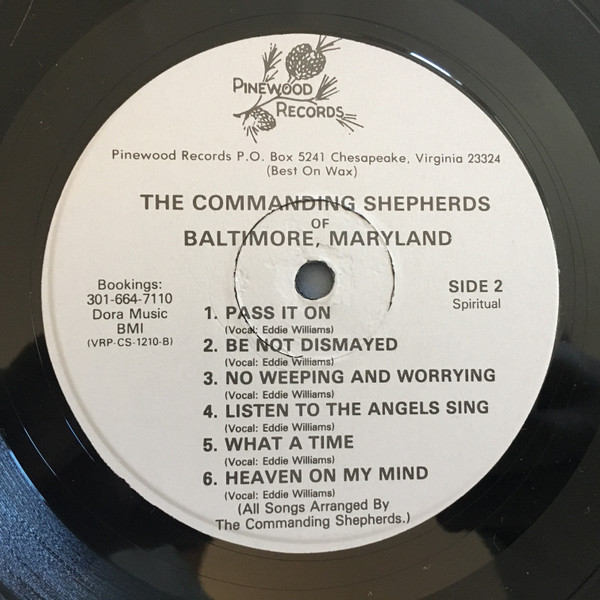 PINEWOOD
RECORDS
Pinewood Records P.O. Box 5241 Chesapeake, Virginia 23324
(Best On Wax)
THE COMMANDING SHEPHERDS
OF
BALTIMORE, MARYLAND
Bookings:
301-664-7110
Dora Music
BMI
(VRP-CS-1210-B)
SIDE 2
Spiritual
1. PASS IT ON
(Vocal: Eddie Williams)
2. BE NOT DISMAYED
(Vocal: Eddie Williams)
3. NO WEEPING AND WORRYING
(Vocal: Eddie Williams)
4. LISTEN TO THE ANGELS SING
(Vocal: Eddie Williams)
5. WHAT A TIME
(Vocal: Eddie Williams)
6. HEAVEN ON MY MIND
(Vocal: Eddie Williams)
(All Songs Arranged By
The Commanding Shepherds.)